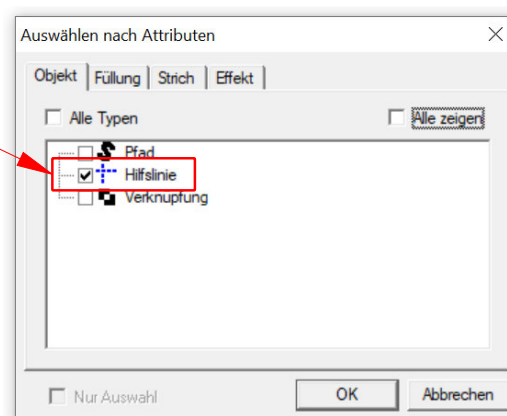 Auswählen nach Attributen
Objekt Füllung Strich Effekt
Alle Typen Alle zeigen
Pfad
Hilfslinie
Verknüpfung
Nur Auswahl OK Abbrechen